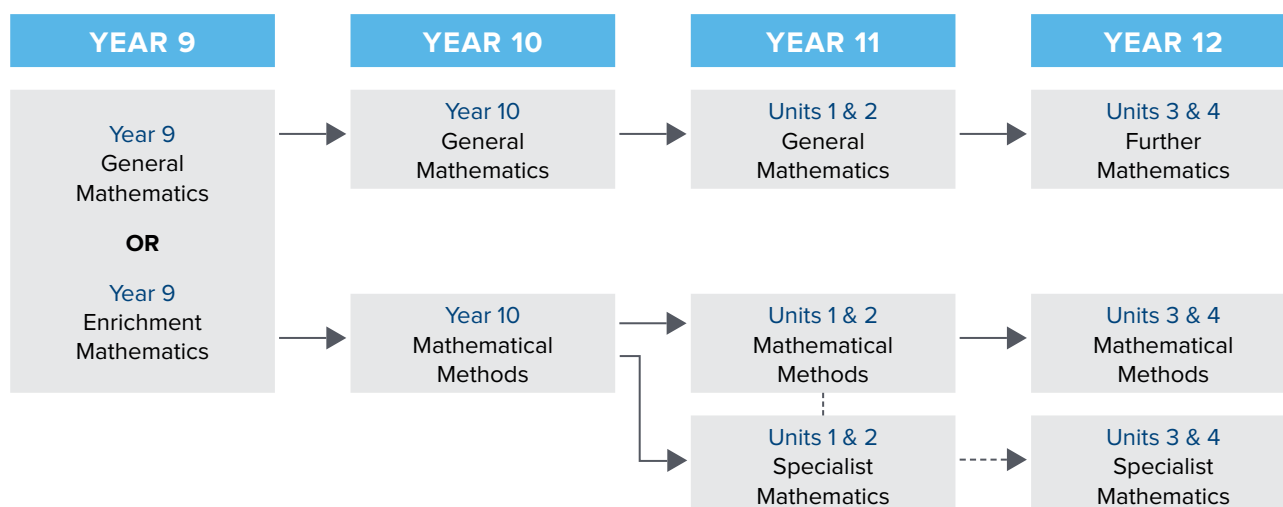 YEAR 9
YEAR 10
YEAR 11
YEAR 12
Year 9
General
Mathematics
OR
Year 9
Enrichment
Mathematics
Year 10
General
Mathematics
Units 1 & 2
General
Mathematics
Units 3 & 4
Further
Mathematics
Year 10
Mathematical
Methods
Units 1 & 2
Mathematical
Methods
Units 3 & 4
Mathematical
Methods
Units 1 & 2
Specialist
Mathematics
Units 3 & 4
Specialist
Mathematics